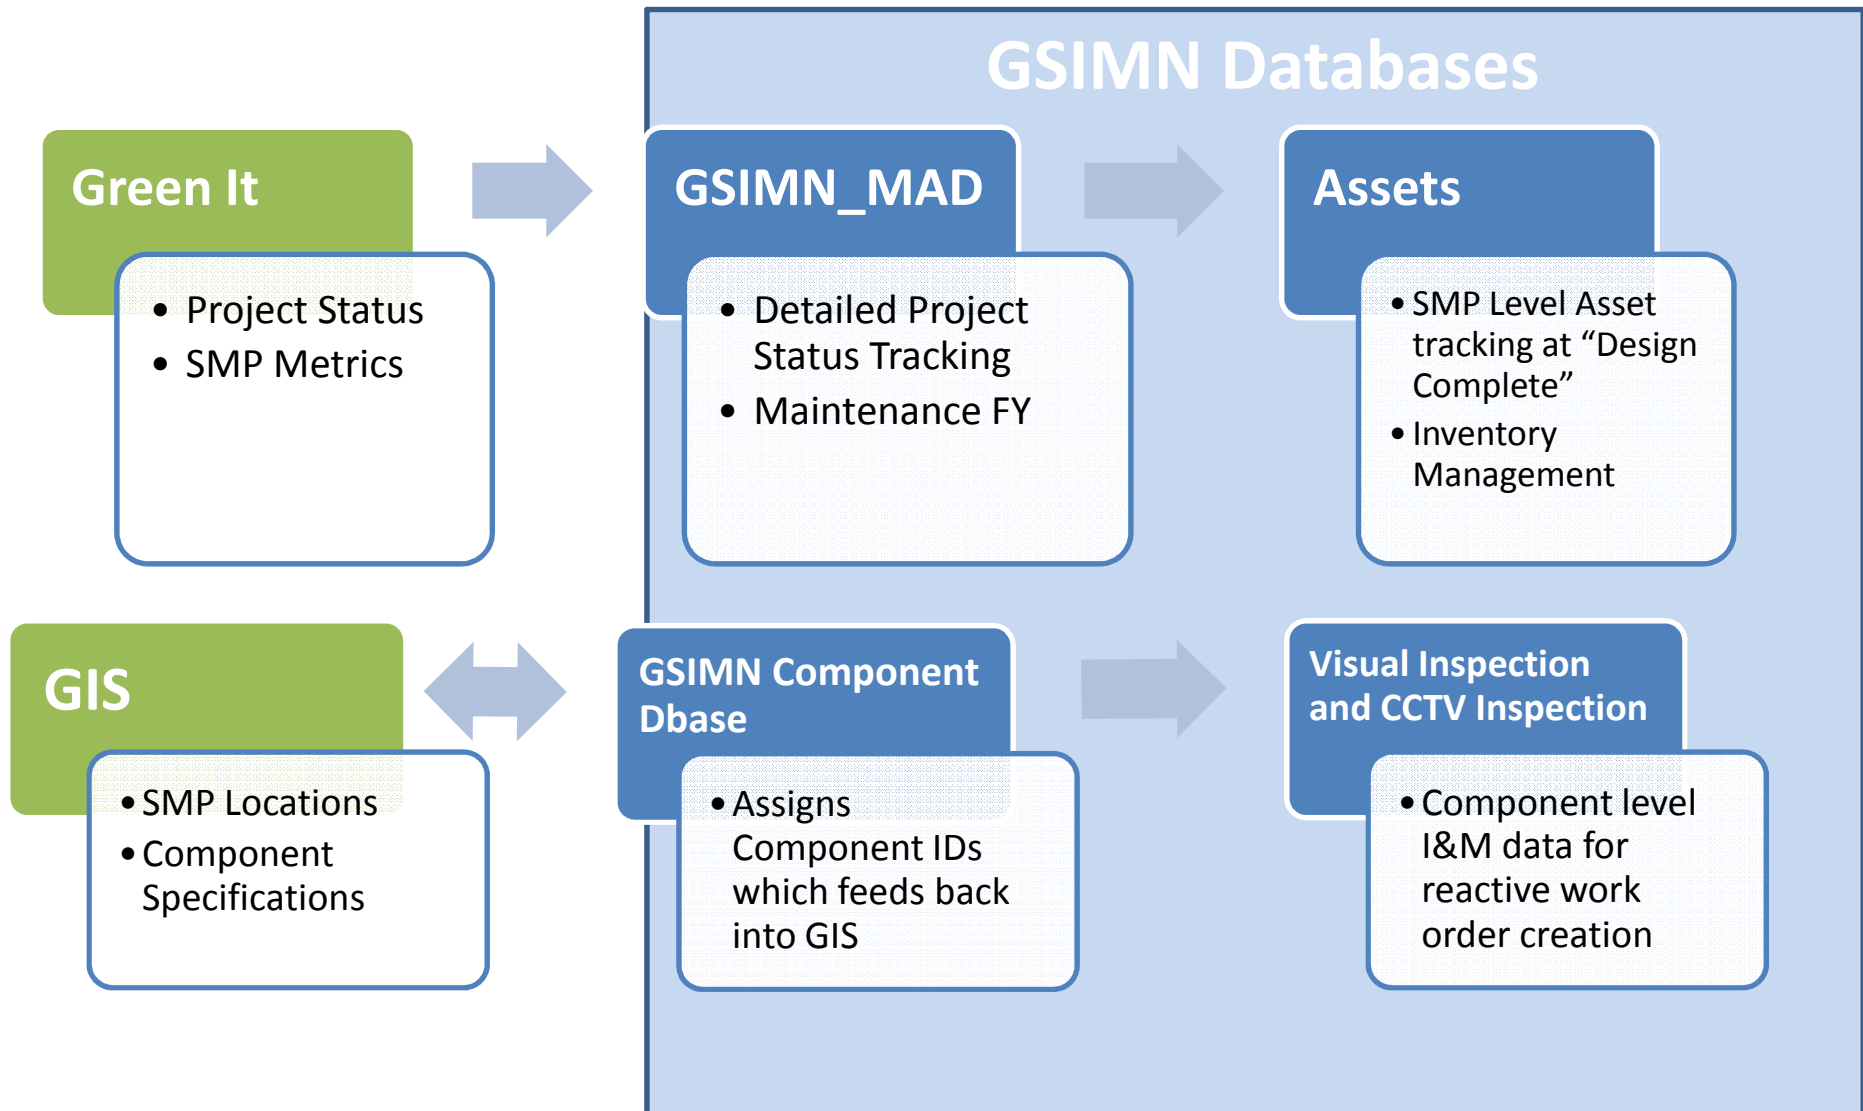 GSIMN Databases
Green It
• Project Status
• SMP Metrics
GSIMN_MAD
• Detailed Project
Status Tracking
• Maintenance FY
Assets
• SMP Level Asset
tracking at “Design
Complete”
• Inventory
Management
GIS
• SMP Locations
• Component
Specifications
GSIMN Component
Dbase
• Assigns
Component IDs
which feeds back
into GIS
Visual Inspection
and CCTV Inspection
• Component level
I&M data for
reactive work
order creation